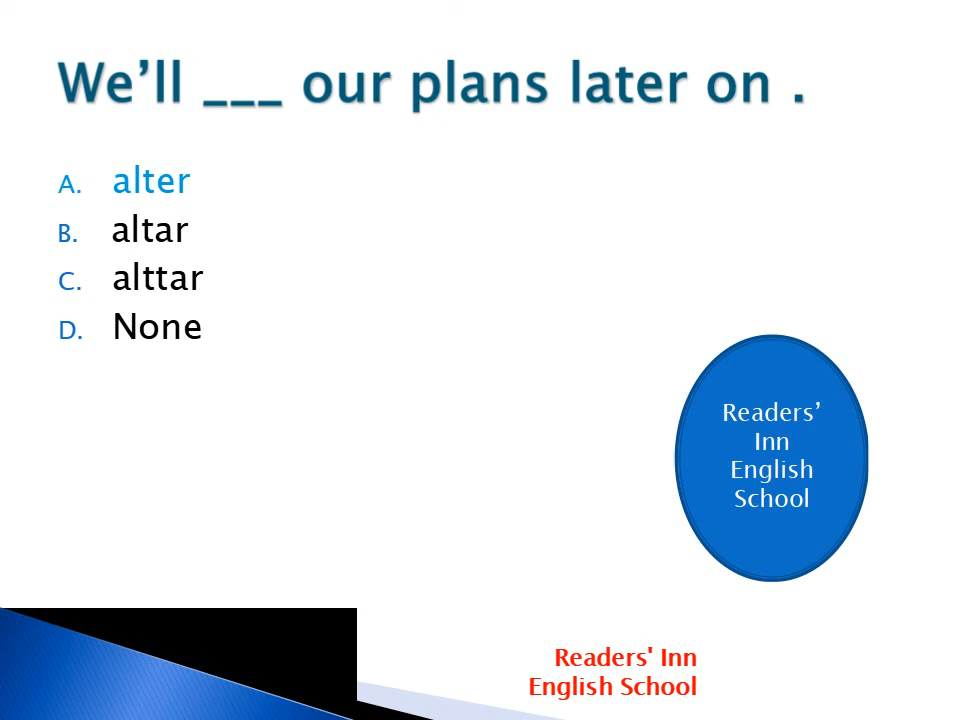 We’ll ___ our plans later on .
A. alter
B. altar
C. alttar
D. None
Readers’
Inn
English
School
Readers' Inn
English School